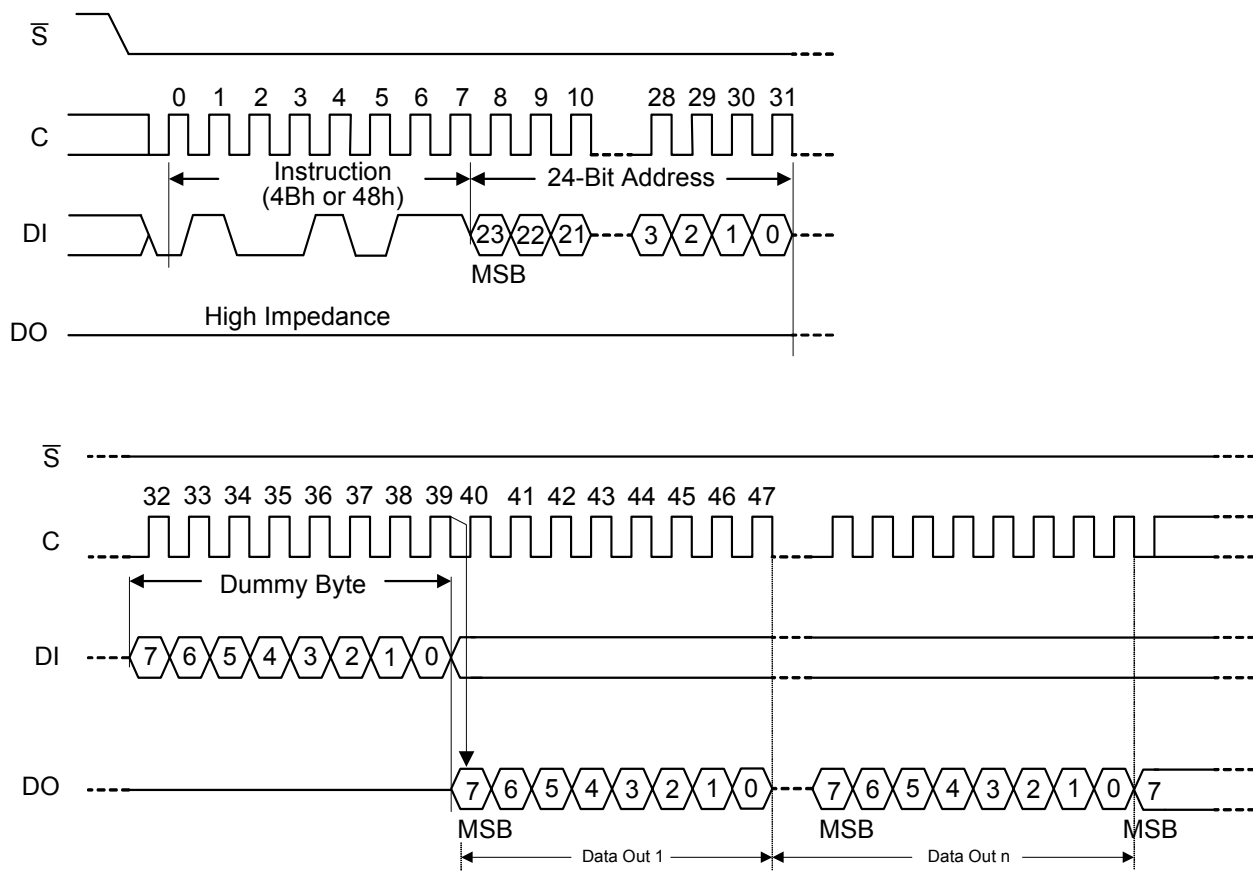 S̅
0 1 2 3 4 5 6 7 8 9 10 28 29 30 31
C
Instruction
(4Bh or 48h)
24-Bit Address
DI
23 22 21 3 2 1 0
MSB
High Impedance
DO
S̅
32 33 34 35 36 37 38 39 40 41 42 43 44 45 46 47
C
Dummy Byte
DI
7 6 5 4 3 2 1 0
DO
7 6 5 4 3 2 1 0 7 6 5 4 3 2 1 0 7
MSB MSB MSB
Data Out 1 Data Out n